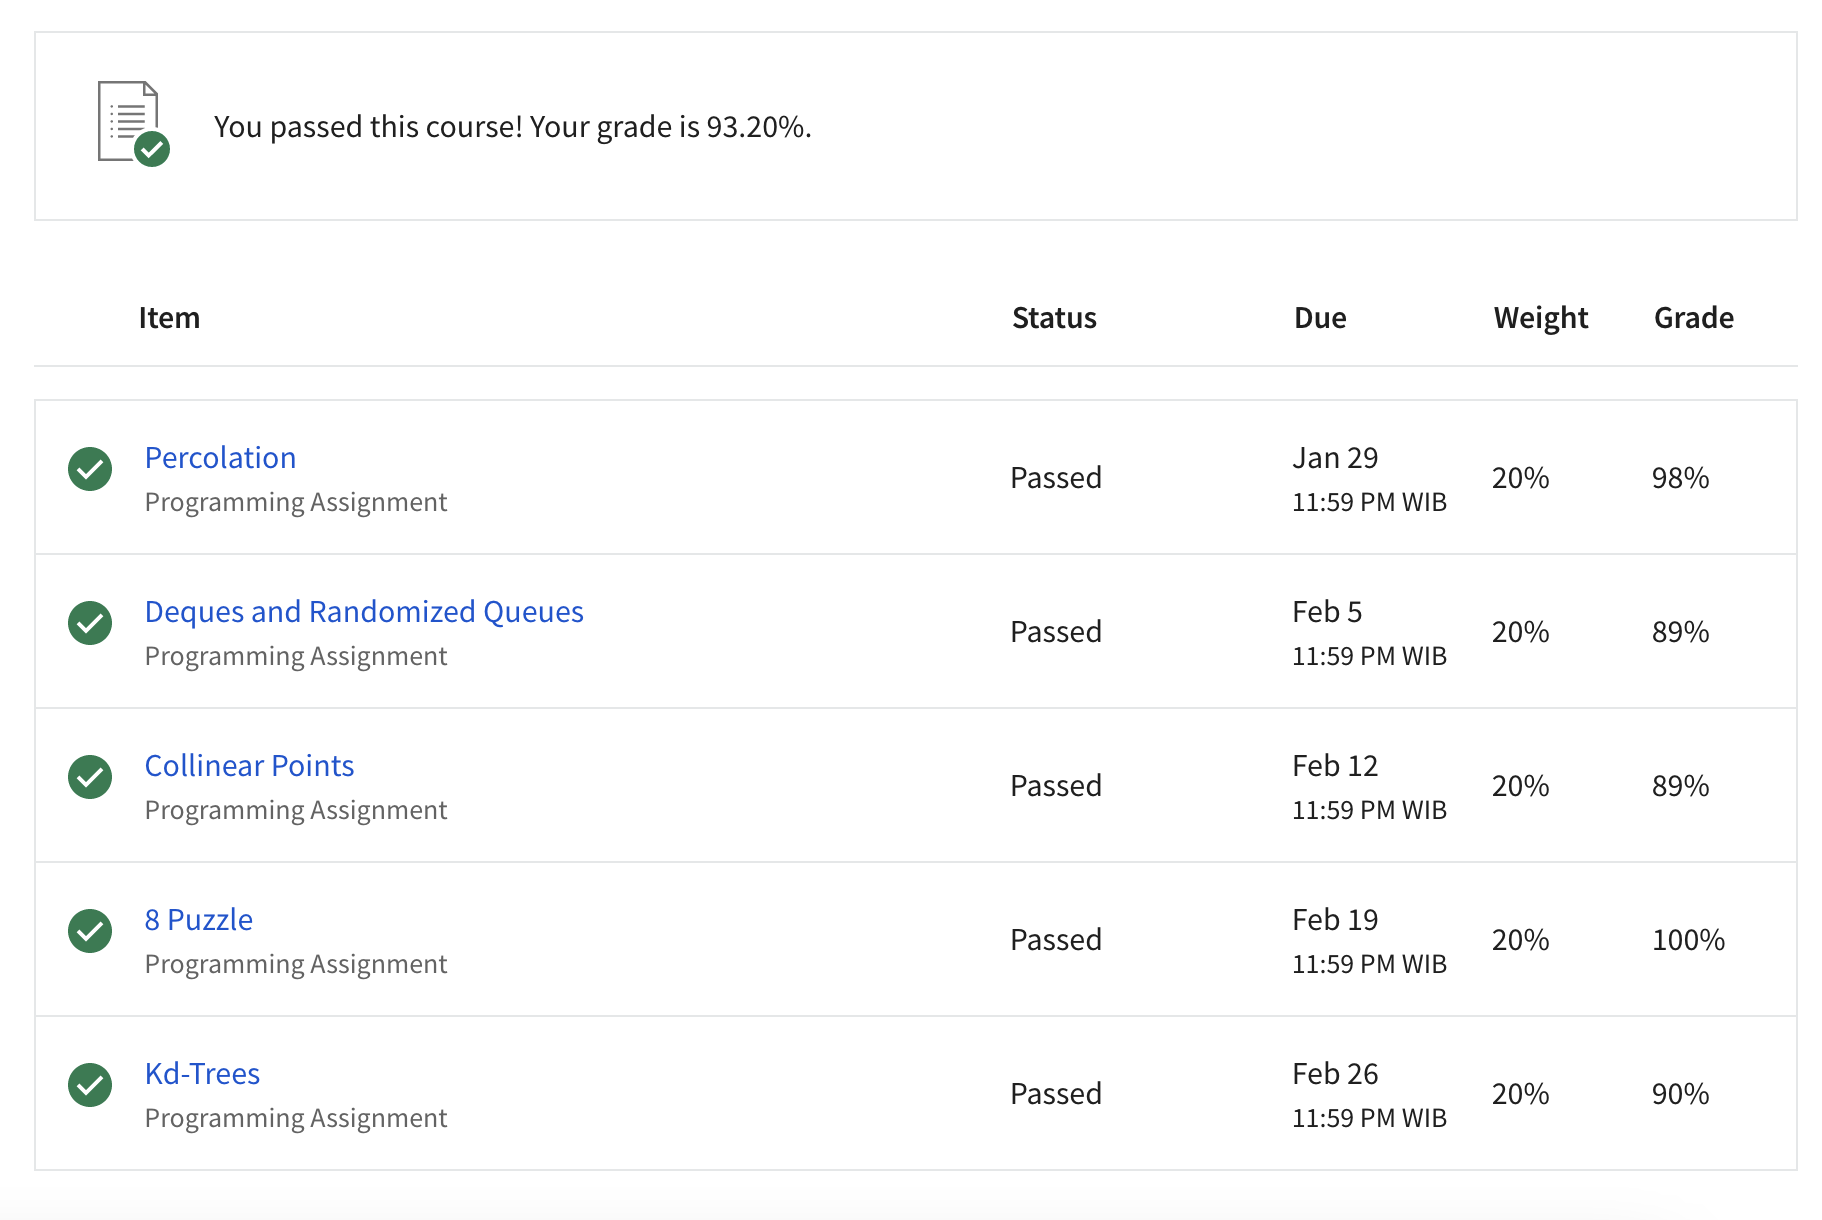 You passed this course! Your grade is 93.20%.
Item Status Due Weight Grade
Percolation
Programming Assignment
Passed
Jan 29
11:59 PM WIB
20%
98%
Deques and Randomized Queues
Programming Assignment
Passed
Feb 5
11:59 PM WIB
20%
89%
Collinear Points
Programming Assignment
Passed
Feb 12
11:59 PM WIB
20%
89%
8 Puzzle
Programming Assignment
Passed
Feb 19
11:59 PM WIB
20%
100%
Kd-Trees
Programming Assignment
Passed
Feb 26
11:59 PM WIB
20%
90%